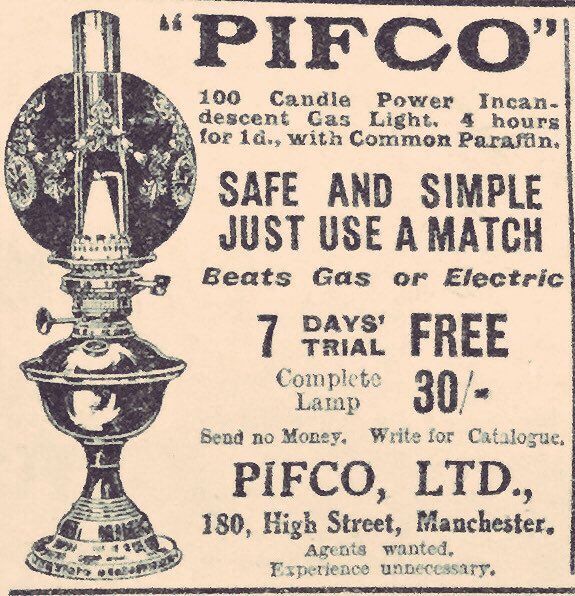 "PIFCO"
100 Candle Power Incan-
descent Gas Light. 4 hours
for 1d., with Common Paraffin.
SAFE AND SIMPLE
JUST USE A MATCH
Beats Gas or Electric
7 DAYS' TRIAL FREE
Complete Lamp 30/-
Send no Money. Write for Catalogue.
PIFCO, LTD.,
180, High Street, Manchester.
Agents wanted.
Experience unnecessary.